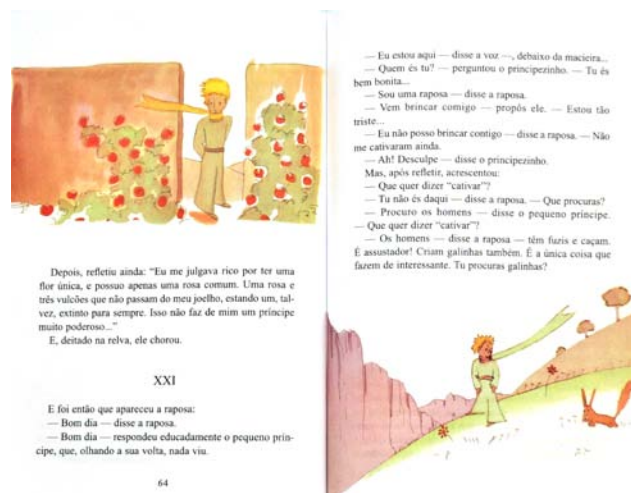 Depois, refletiu ainda: "Eu me julgava rico por ter uma
flor única, e possuo apenas uma rosa comum. Uma rosa e
três vulcões que não passam do meu joelho, estando um, tal-
vez, extinto para sempre. Isso não faz de mim um príncipe
muito poderoso..."
E, deitado na relva, ele chorou.
XXI
E foi então que apareceu a raposa:
— Bom dia — disse a raposa.
— Bom dia — respondeu educadamente o pequeno prín-
cipe, que, olhando a sua volta, nada viu.
64
— Eu estou aqui — disse a voz —, debaixo da macieira...
— Quem és tu? — perguntou o principezinho. — Tu és
bem bonita...
— Sou uma raposa — disse a raposa.
— Vem brincar comigo — propôs ele. — Estou tão
triste...
— Eu não posso brincar contigo — disse a raposa. — Não
me cativaram ainda.
— Ah! Desculpe — disse o principezinho.
Mas, após refletir, acrescentou:
— Que quer dizer "cativar"?
— Tu não és daqui — disse a raposa. — Que procuras?
— Procuro os homens — disse o pequeno príncipe.
— Que quer dizer "cativar"?
— Os homens — disse a raposa — têm fuzis e caçam.
É assustador! Criam galinhas também. É a única coisa que
fazem de interessante. Tu procuras galinhas?